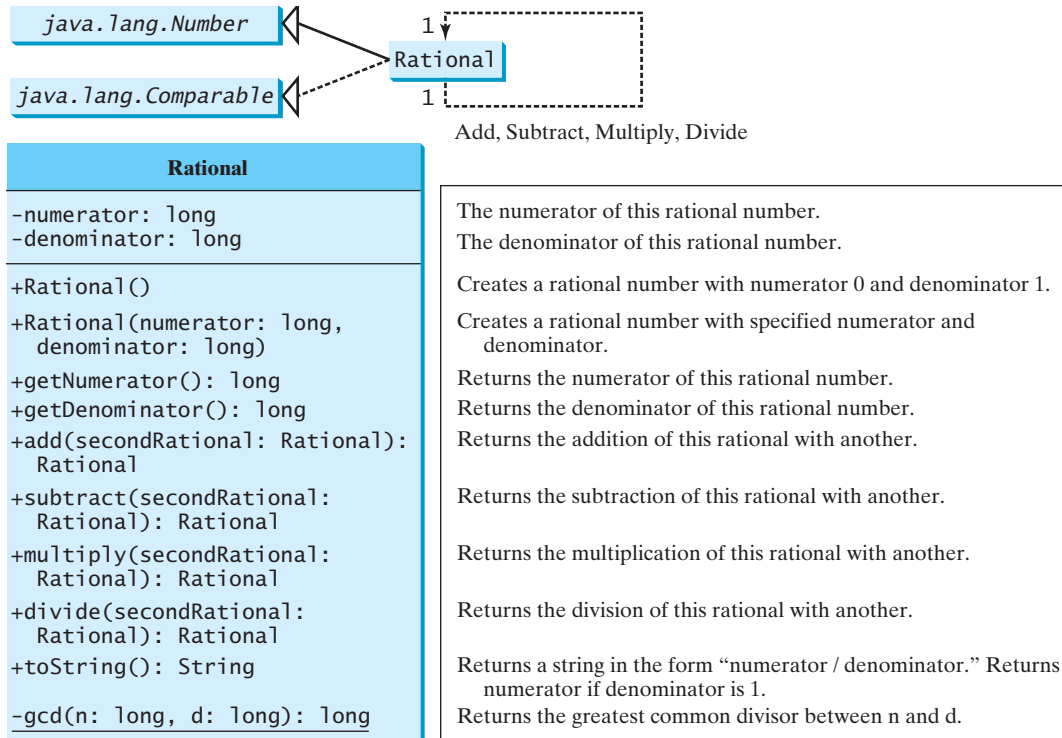 java.lang.Number
1
Rational
java.lang.Comparable
1
Add, Subtract, Multiply, Divide
Rational
-numerator: long
The numerator of this rational number.
-denominator: long
The denominator of this rational number.
+Rational()
Creates a rational number with numerator 0 and denominator 1.
+Rational(numerator: long,
denominator: long)
Creates a rational number with specified numerator and
denominator.
+getNumerator(): long
Returns the numerator of this rational number.
+getDenominator(): long
Returns the denominator of this rational number.
+add(secondRational: Rational):
Rational
Returns the addition of this rational with another.
+subtract(secondRational:
Rational): Rational
Returns the subtraction of this rational with another.
+multiply(secondRational:
Rational): Rational
Returns the multiplication of this rational with another.
+divide(secondRational:
Rational): Rational
Returns the division of this rational with another.
+toString(): String
Returns a string in the form “numerator / denominator.” Returns
numerator if denominator is 1.
-gcd(n: long, d: long): long
Returns the greatest common divisor between n and d.